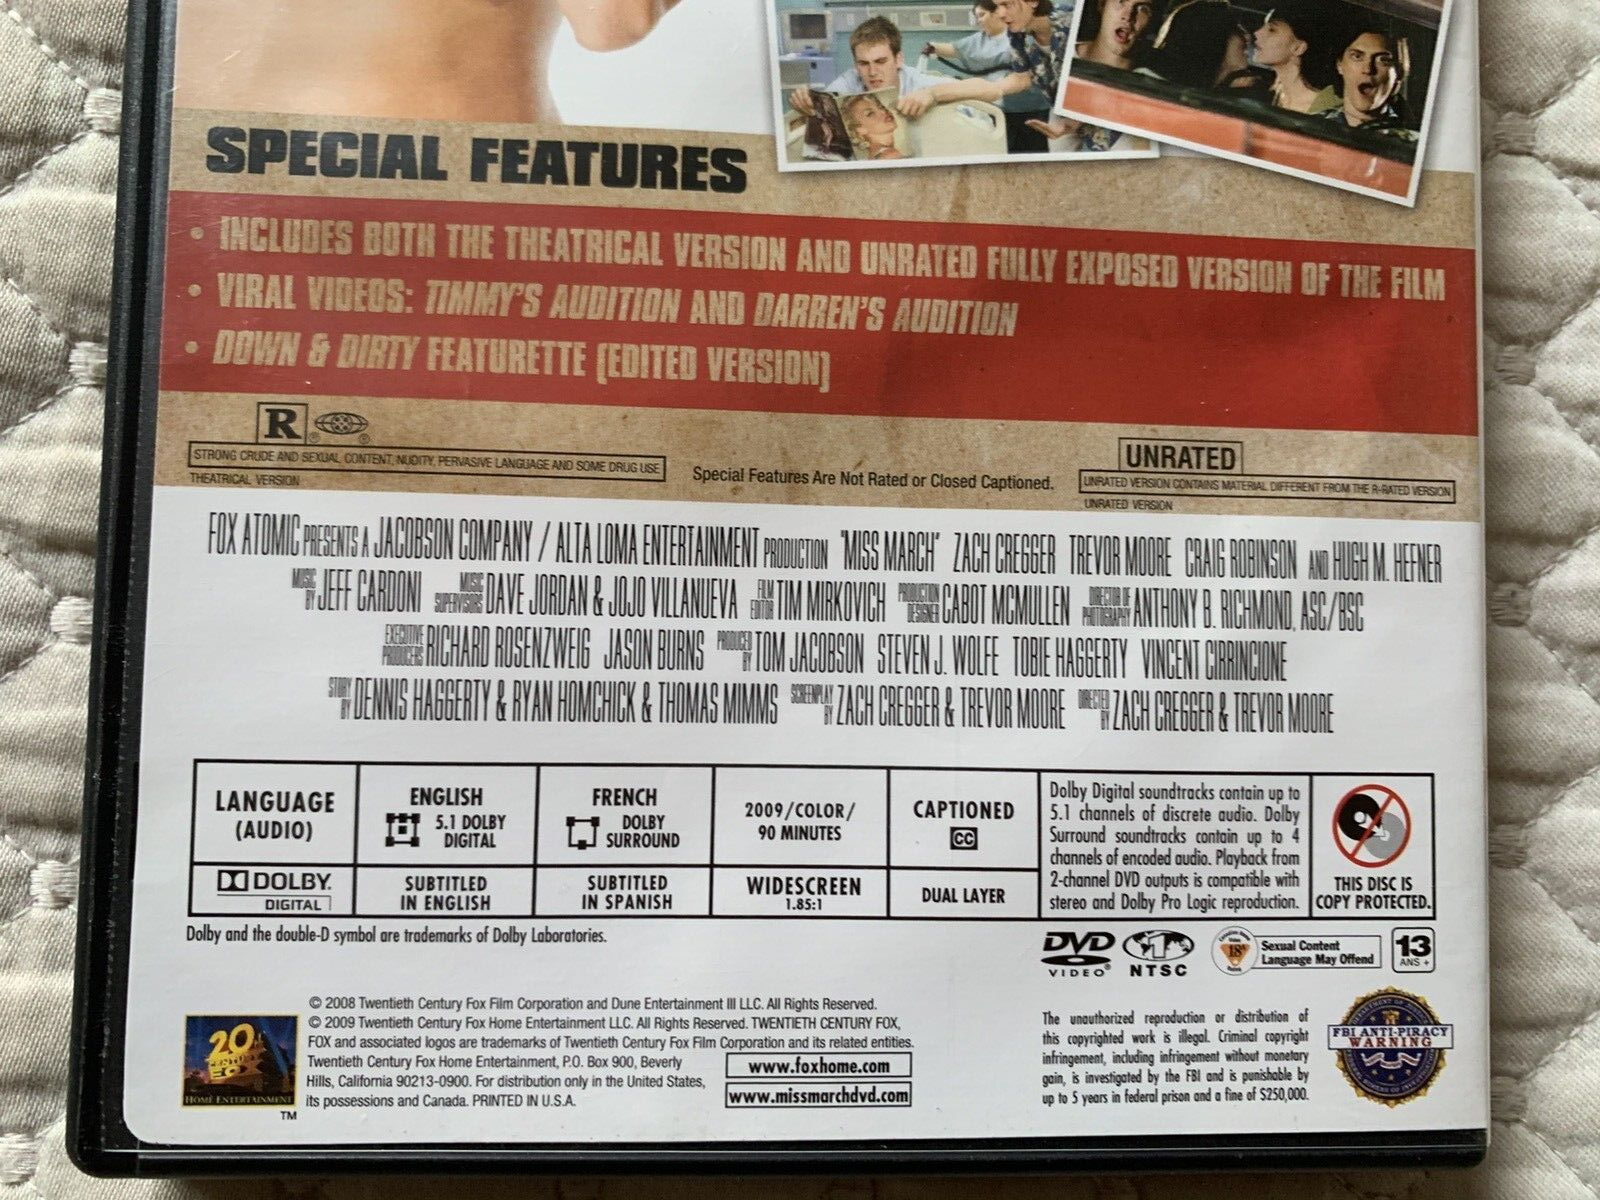 SPECIAL FEATURES
• INCLUDES BOTH THE THEATRICAL VERSION AND UNRATED FULLY EXPOSED VERSION OF THE FILM
• VIRAL VIDEOS: TIMMY'S AUDITION AND DARREN'S AUDITION
• DOWN & DIRTY FEATURETTE (EDITED VERSION)
R
STRONG CRUDE AND SEXUAL CONTENT, NUDITY, PERVASIVE LANGUAGE AND SOME DRUG USE
THEATRICAL VERSION
Special Features Are Not Rated or Closed Captioned.
UNRATED
UNRATED VERSION CONTAINS MATERIAL DIFFERENT FROM THE R-RATED VERSION
UNRATED VERSION
FOX ATOMIC PRESENTS A JACOBSON COMPANY / ALTA LOMA ENTERTAINMENT PRODUCTION "MISS MARCH" ZACH CREGGER TREVOR MOORE CRAIG ROBINSON AND HUGH M. HEFNER
MUSIC BY JEFF CARDONI MUSIC SUPERVISORS DAVE JORDAN & JOJO VILLANUEVA FILM EDITOR TIM MIRKOVICH PRODUCTION DESIGNER CABOT MCMULLEN DIRECTOR OF PHOTOGRAPHY ANTHONY B. RICHMOND, ASC/BSC
EXECUTIVE PRODUCERS RICHARD ROSENZWEIG JASON BURNS PRODUCED BY TOM JACOBSON STEVEN J. WOLFE TOBIE HAGGERTY VINCENT CIRRINCIONE
STORY BY DENNIS HAGGERTY & RYAN HOMCHICK & THOMAS MIMMS SCREENPLAY BY ZACH CREGGER & TREVOR MOORE DIRECTED BY ZACH CREGGER & TREVOR MOORE
LANGUAGE
(AUDIO)
ENGLISH
5.1 DOLBY
DIGITAL
FRENCH
DOLBY
SURROUND
2009/COLOR/
90 MINUTES
CAPTIONED
CC
DOLBY
DIGITAL
SUBTITLED
IN ENGLISH
SUBTITLED
IN SPANISH
WIDESCREEN
1.85:1
DUAL LAYER
Dolby Digital soundtracks contain up to
5.1 channels of discrete audio. Dolby
Surround soundtracks contain up to 4
channels of encoded audio. Playback from
2-channel DVD outputs is compatible with
stereo and Dolby Pro Logic reproduction.
THIS DISC IS
COPY PROTECTED.
Dolby and the double-D symbol are trademarks of Dolby Laboratories.
DVD
VIDEO®
NTSC
18
Sexual Content
Language May Offend
13
ANS +
© 2008 Twentieth Century Fox Film Corporation and Dune Entertainment III LLC. All Rights Reserved.
© 2009 Twentieth Century Fox Home Entertainment LLC. All Rights Reserved. TWENTIETH CENTURY FOX,
FOX and associated logos are trademarks of Twentieth Century Fox Film Corporation and its related entities.
Twentieth Century Fox Home Entertainment, P.O. Box 900, Beverly
Hills, California 90213-0900. For distribution only in the United States,
its possessions and Canada. PRINTED IN U.S.A.
www.foxhome.com
www.missmarchdvd.com
20th
CENTURY
FOX
HOME ENTERTAINMENT
TM
The unauthorized reproduction or distribution of
this copyrighted work is illegal. Criminal copyright
infringement, including infringement without monetary
gain, is investigated by the FBI and is punishable by
up to 5 years in federal prison and a fine of $250,000.
FBI ANTI-PIRACY
WARNING